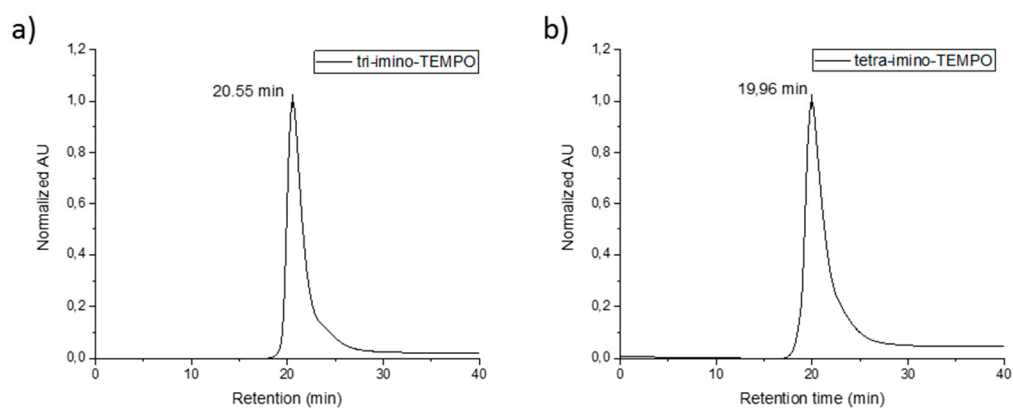 a)
1,2
1,0
0,8
0,6
0,4
0,2
0,0
Normalized AU
20.55 min
tri-imino-TEMPO
0
10
20
30
40
Retention (min)
b)
1,2
1,0
0,8
0,6
0,4
0,2
0,0
Normalized AU
19,96 min
tetra-imino-TEMPO
0
10
20
30
40
Retention time (min)